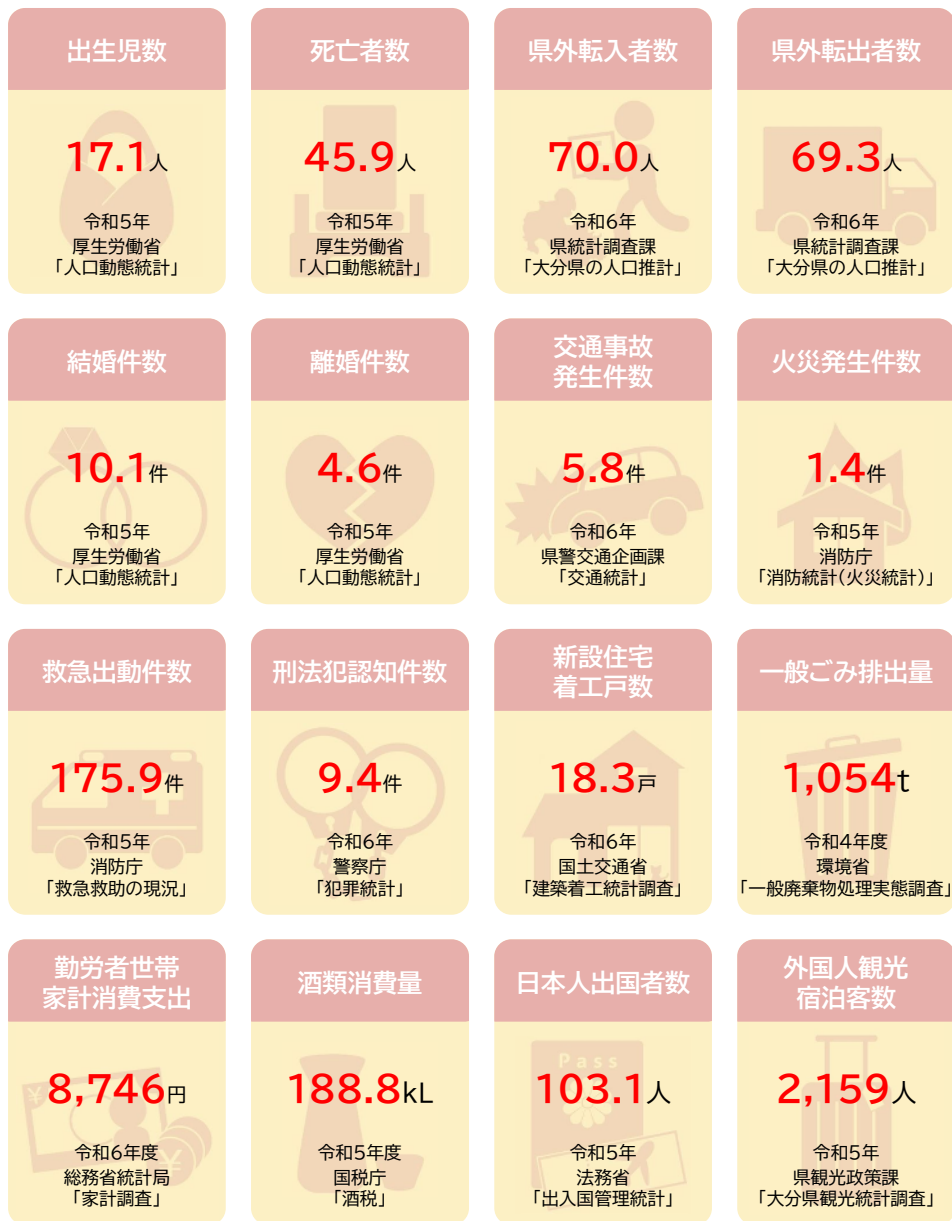 出生児数
17.1人
令和5年
厚生労働省
「人口動態統計」
死亡者数
45.9人
令和5年
厚生労働省
「人口動態統計」
県外転入者数
70.0人
令和6年
県統計調査課
「大分県の人口推計」
県外転出者数
69.3人
令和6年
県統計調査課
「大分県の人口推計」
結婚件数
10.1件
令和5年
厚生労働省
「人口動態統計」
離婚件数
4.6件
令和5年
厚生労働省
「人口動態統計」
交通事故
発生件数
5.8件
令和6年
県警交通企画課
「交通統計」
火災発生件数
1.4件
令和5年
消防庁
「消防統計(火災統計)」
救急出動件数
175.9件
令和5年
消防庁
「救急救助の現況」
刑法犯認知件数
9.4件
令和6年
警察庁
「犯罪統計」
新設住宅
着工戸数
18.3戸
令和6年
国土交通省
「建築着工統計調査」
一般ごみ排出量
1,054t
令和4年度
環境省
「一般廃棄物処理実態調査」
勤労者世帯
家計消費支出
¥
¥
8,746円
令和6年度
総務省統計局
「家計調査」
酒類消費量
188.8kL
令和5年度
国税庁
「酒税」
日本人出国者数
Pass
103.1人
令和5年
法務省
「出入国管理統計」
外国人観光
宿泊客数
2,159人
令和5年
県観光政策課
「大分県観光統計調査」